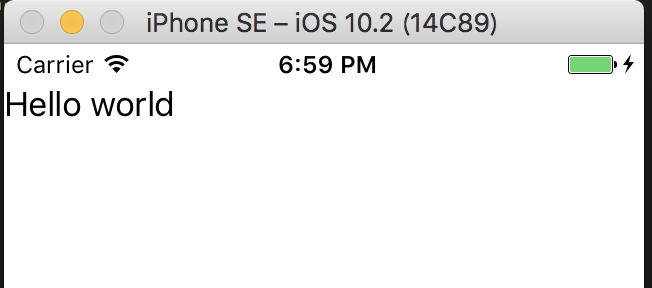 iPhone SE – iOS 10.2 (14C89)
Carrier 6:59 PM
Hello world